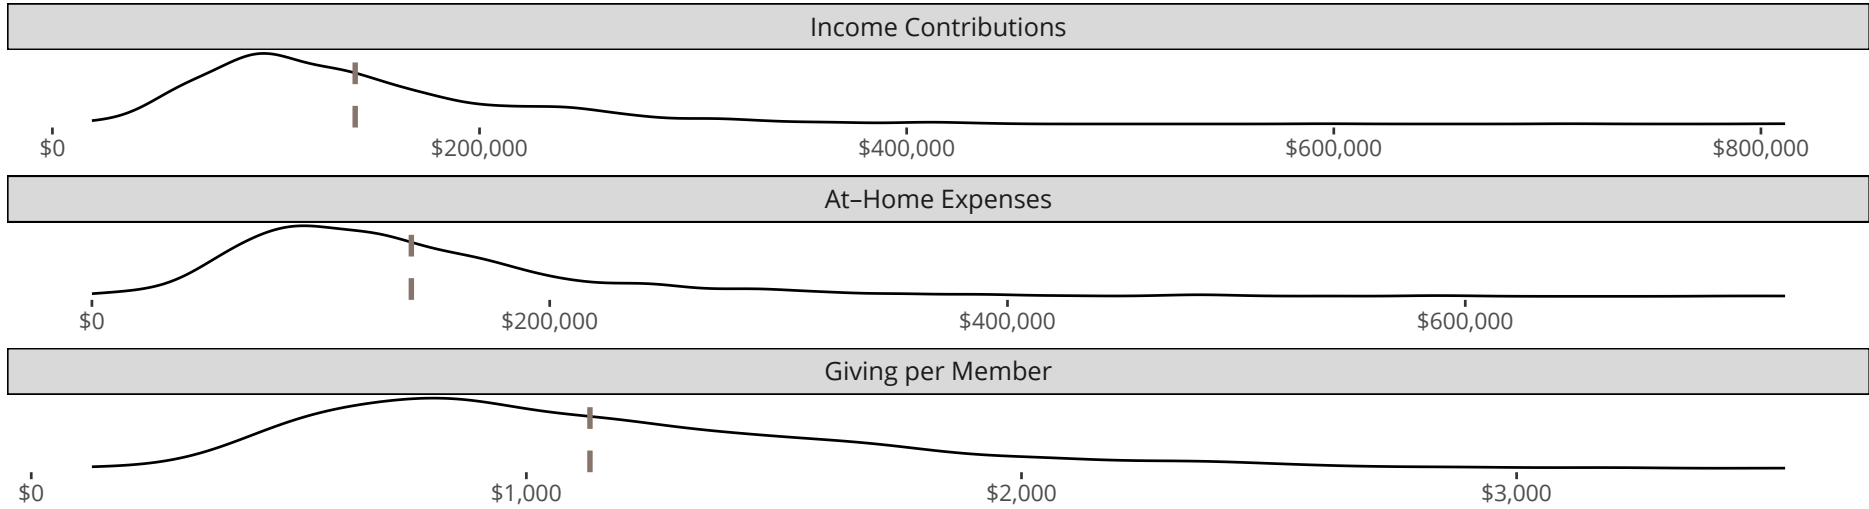 Income Contributions
$0 $200,000 $400,000 $600,000 $800,000
At–Home Expenses
$0 $200,000 $400,000 $600,000
Giving per Member
$0 $1,000 $2,000 $3,000